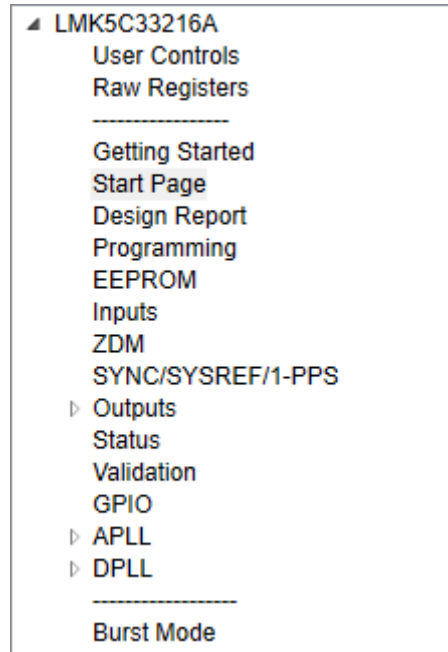 LMK5C33216A
User Controls
Raw Registers
-----------------
Getting Started
Start Page
Design Report
Programming
EEPROM
Inputs
ZDM
SYNC/SYSREF/1-PPS
Outputs
Status
Validation
GPIO
APLL
DPLL
------------------
Burst Mode